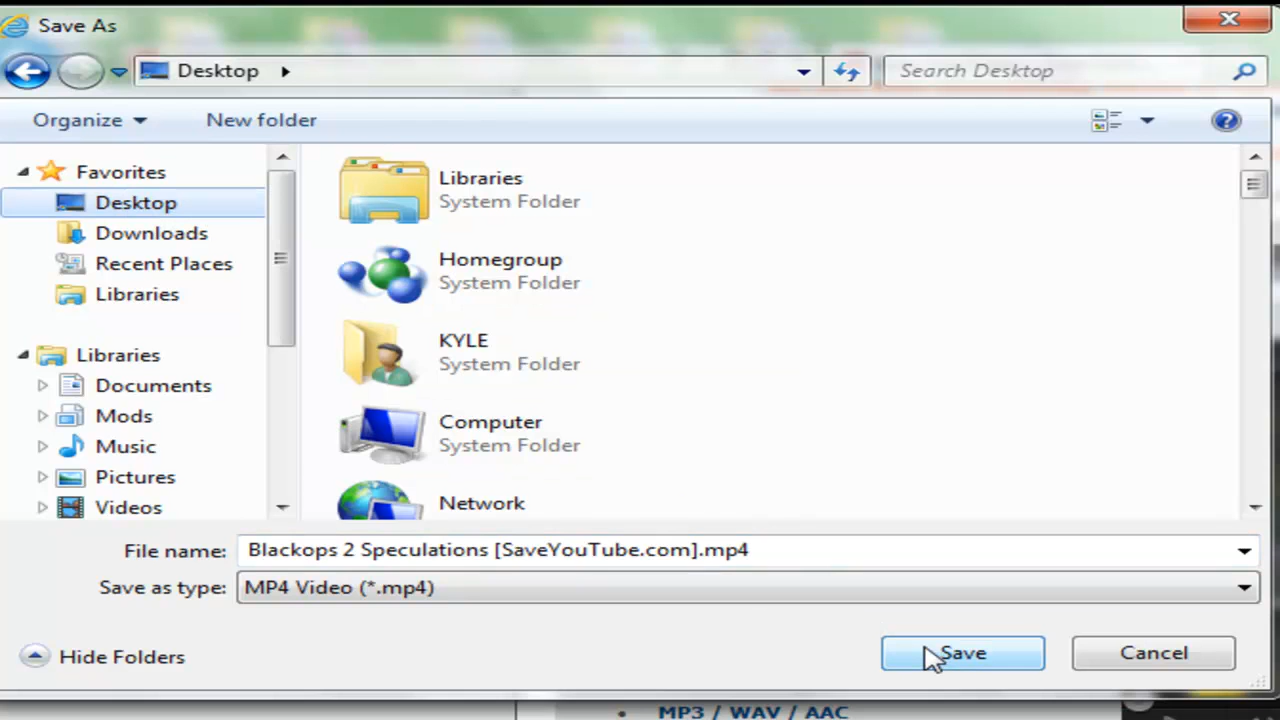 Save As
Desktop
Search Desktop
Organize
New folder
Favorites
Desktop
Downloads
Recent Places
Libraries
Libraries
Documents
Mods
Music
Pictures
Videos
Libraries
System Folder
Homegroup
System Folder
KYLE
System Folder
Computer
System Folder
Network
File name: Blackops 2 Speculations [SaveYouTube.com].mp4
Save as type: MP4 Video (*.mp4)
Hide Folders
Save
Cancel
• MP3 / WAV / AAC